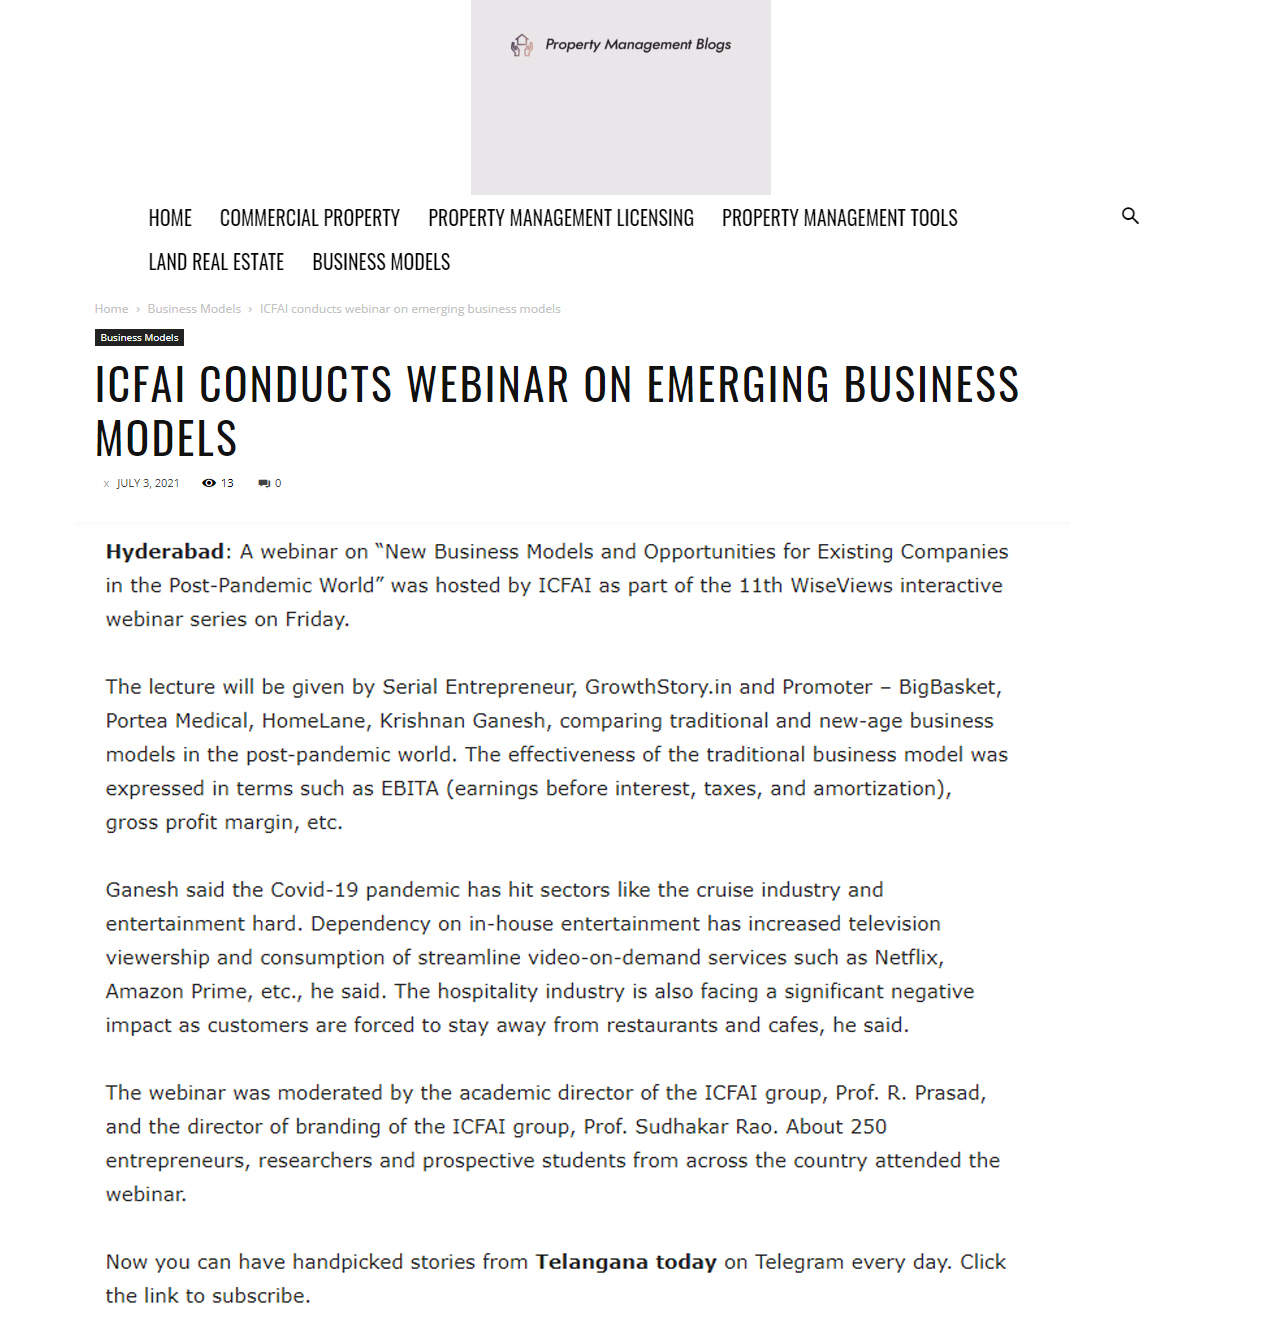 Property Management Blogs
HOME COMMERCIAL PROPERTY PROPERTY MANAGEMENT LICENSING PROPERTY MANAGEMENT TOOLS
LAND REAL ESTATE BUSINESS MODELS
Home › Business Models › ICFAI conducts webinar on emerging business models
Business Models
ICFAI CONDUCTS WEBINAR ON EMERGING BUSINESS
MODELS
x JULY 3, 2021 13 0
Hyderabad: A webinar on “New Business Models and Opportunities for Existing Companies
in the Post-Pandemic World” was hosted by ICFAI as part of the 11th WiseViews interactive
webinar series on Friday.
The lecture will be given by Serial Entrepreneur, GrowthStory.in and Promoter – BigBasket,
Portea Medical, HomeLane, Krishnan Ganesh, comparing traditional and new-age business
models in the post-pandemic world. The effectiveness of the traditional business model was
expressed in terms such as EBITA (earnings before interest, taxes, and amortization),
gross profit margin, etc.
Ganesh said the Covid-19 pandemic has hit sectors like the cruise industry and
entertainment hard. Dependency on in-house entertainment has increased television
viewership and consumption of streamline video-on-demand services such as Netflix,
Amazon Prime, etc., he said. The hospitality industry is also facing a significant negative
impact as customers are forced to stay away from restaurants and cafes, he said.
The webinar was moderated by the academic director of the ICFAI group, Prof. R. Prasad,
and the director of branding of the ICFAI group, Prof. Sudhakar Rao. About 250
entrepreneurs, researchers and prospective students from across the country attended the
webinar.
Now you can have handpicked stories from Telangana today on Telegram every day. Click
the link to subscribe.